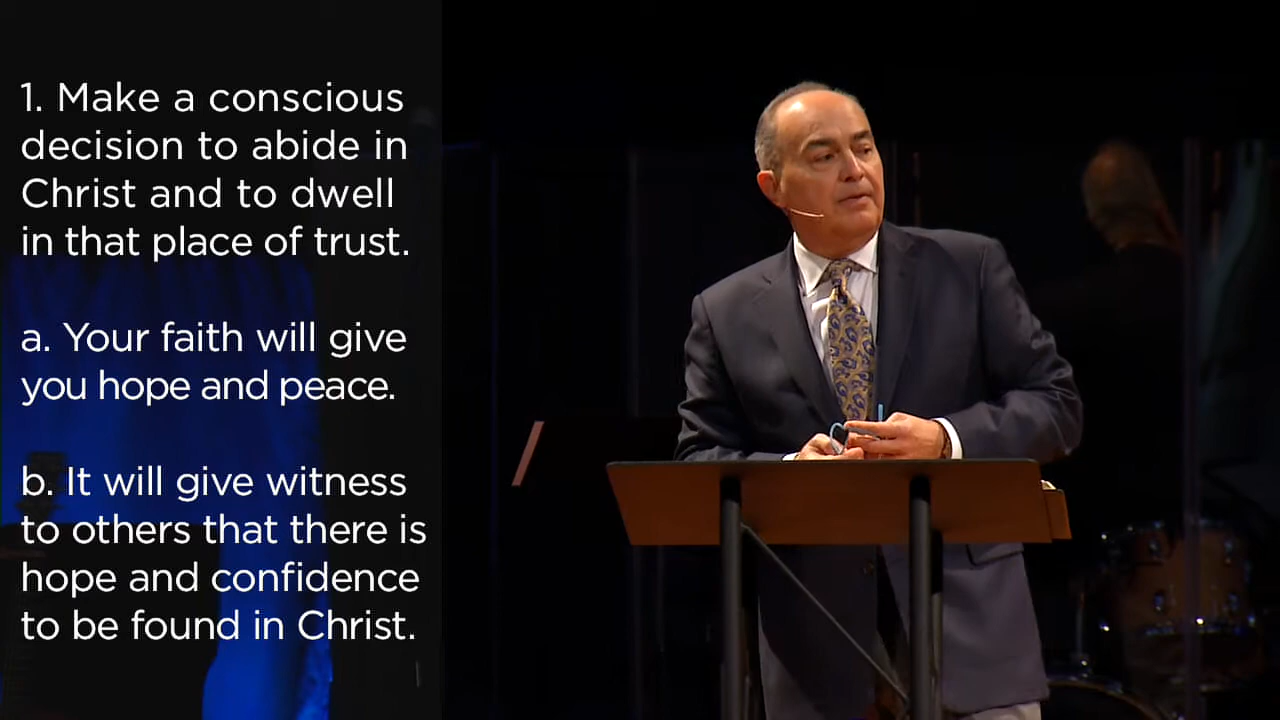 1. Make a conscious
decision to abide in
Christ and to dwell
in that place of trust.
a. Your faith will give
you hope and peace.
b. It will give witness
to others that there is
hope and confidence
to be found in Christ.